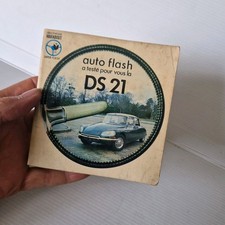 auto flash
a testé pour vous la
DS 21